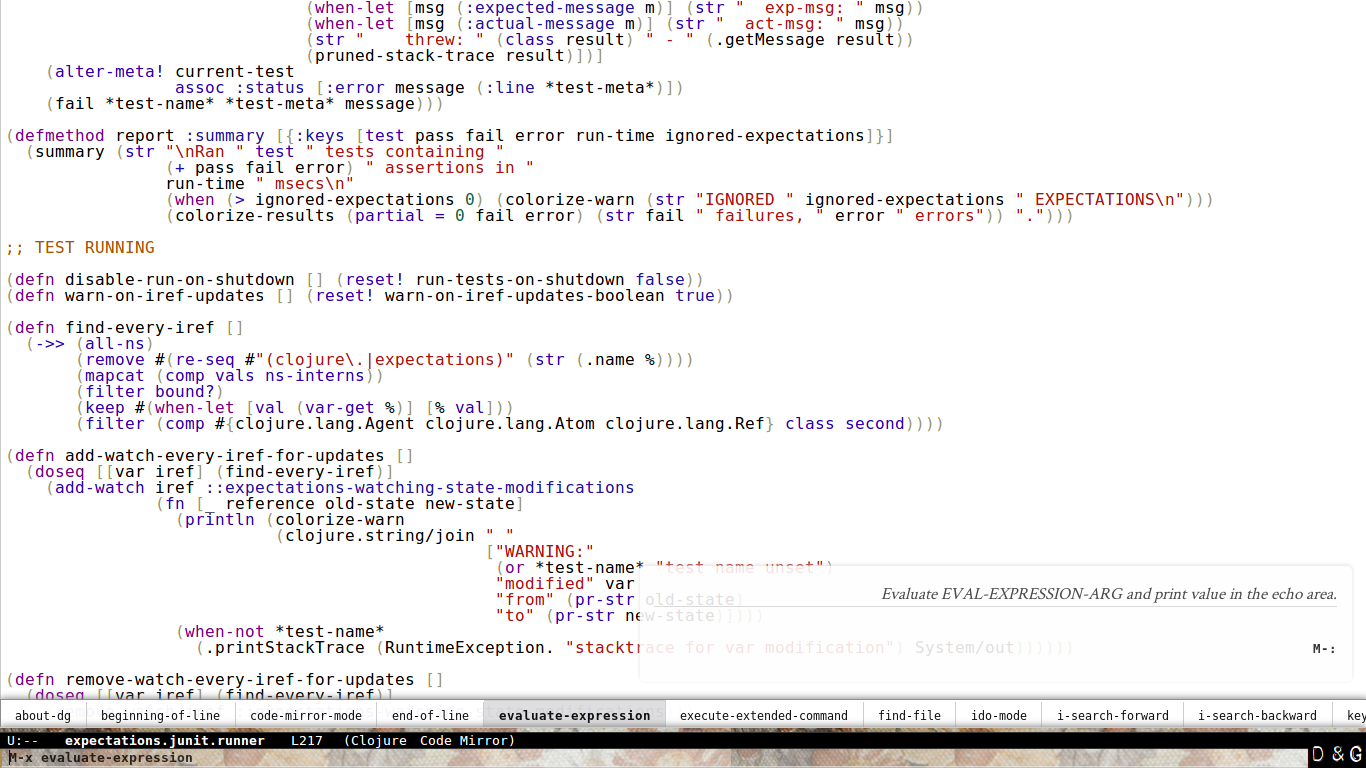 (when-let [msg (:expected-message m)] (str "  exp-msg: " msg))
(when-let [msg (:actual-message m)] (str "  act-msg: " msg))
(str "    threw: " (class result) " - " (.getMessage result))
(pruned-stack-trace result)])]
(alter-meta! current-test
assoc :status [:error message (:line *test-meta*)])
(fail *test-name* *test-meta* message)))
(defmethod report :summary [{:keys [test pass fail error run-time ignored-expectations]}]
(summary (str "\nRan " test " tests containing "
(+ pass fail error) " assertions in "
run-time " msecs\n"
(when (> ignored-expectations 0) (colorize-warn (str "IGNORED " ignored-expectations " EXPECTATIONS\n")))
(colorize-results (partial = 0 fail error) (str fail " failures, " error " errors")) ".")))
;; TEST RUNNING
(defn disable-run-on-shutdown [] (reset! run-tests-on-shutdown false))
(defn warn-on-iref-updates [] (reset! warn-on-iref-updates-boolean true))
(defn find-every-iref []
(->> (all-ns)
(remove #(re-seq #"(clojure\.|expectations)" (str (.name %))))
(mapcat (comp vals ns-interns))
(filter bound?)
(keep #(when-let [val (var-get %)] [% val]))
(filter (comp #{clojure.lang.Agent clojure.lang.Atom clojure.lang.Ref} class second))))
(defn add-watch-every-iref-for-updates []
(doseq [[var iref] (find-every-iref)]
(add-watch iref ::expectations-watching-state-modifications
(fn [_ reference old-state new-state]
(println (colorize-warn
(clojure.string/join " "
["WARNING:"
(or *test-name* "test name unset")
"modified" var
"from" (pr-str old-state)
"to" (pr-str new-state)))))
(when-not *test-name*
(.printStackTrace (RuntimeException. "stacktrace for var modification") System/out))))))
Evaluate EVAL-EXPRESSION-ARG and print value in the echo area.
M-:
(defn remove-watch-every-iref-for-updates []
(doseq [[var iref] (find-every-iref)]
about-dg beginning-of-line code-mirror-mode end-of-line evaluate-expression execute-extended-command find-file ido-mode i-search-forward i-search-backward key
U:-- expectations.junit.runner L217 (Clojure Code Mirror)
M-x evaluate-expression
D & G